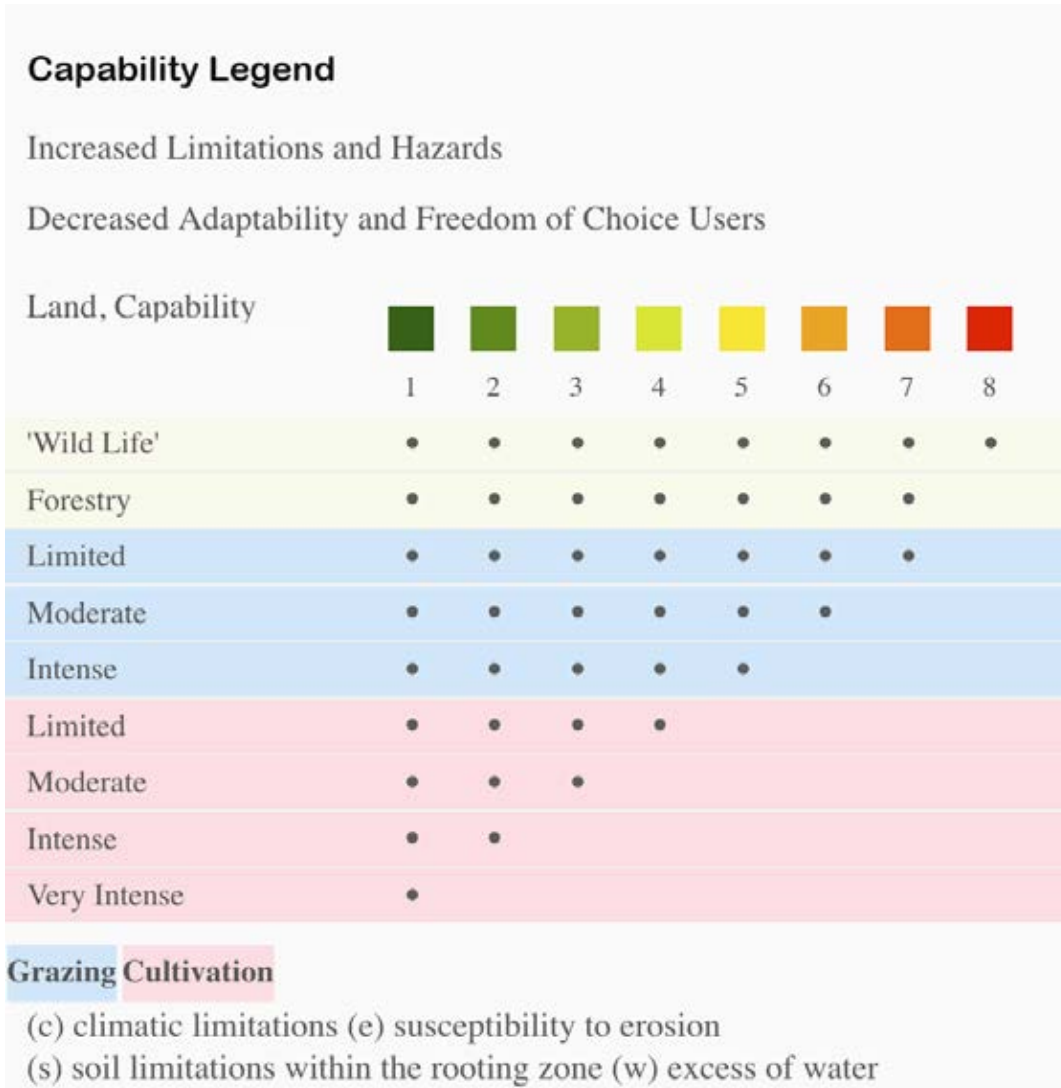 Capability Legend
Increased Limitations and Hazards
Decreased Adaptability and Freedom of Choice Users
Land, Capability
1 2 3 4 5 6 7 8
'Wild Life' • • • • • • • •
Forestry • • • • • • •
Limited • • • • • • •
Moderate • • • • • •
Intense • • • • •
Limited • • • •
Moderate • • •
Intense • •
Very Intense •
Grazing Cultivation
(c) climatic limitations (e) susceptibility to erosion
(s) soil limitations within the rooting zone (w) excess of water